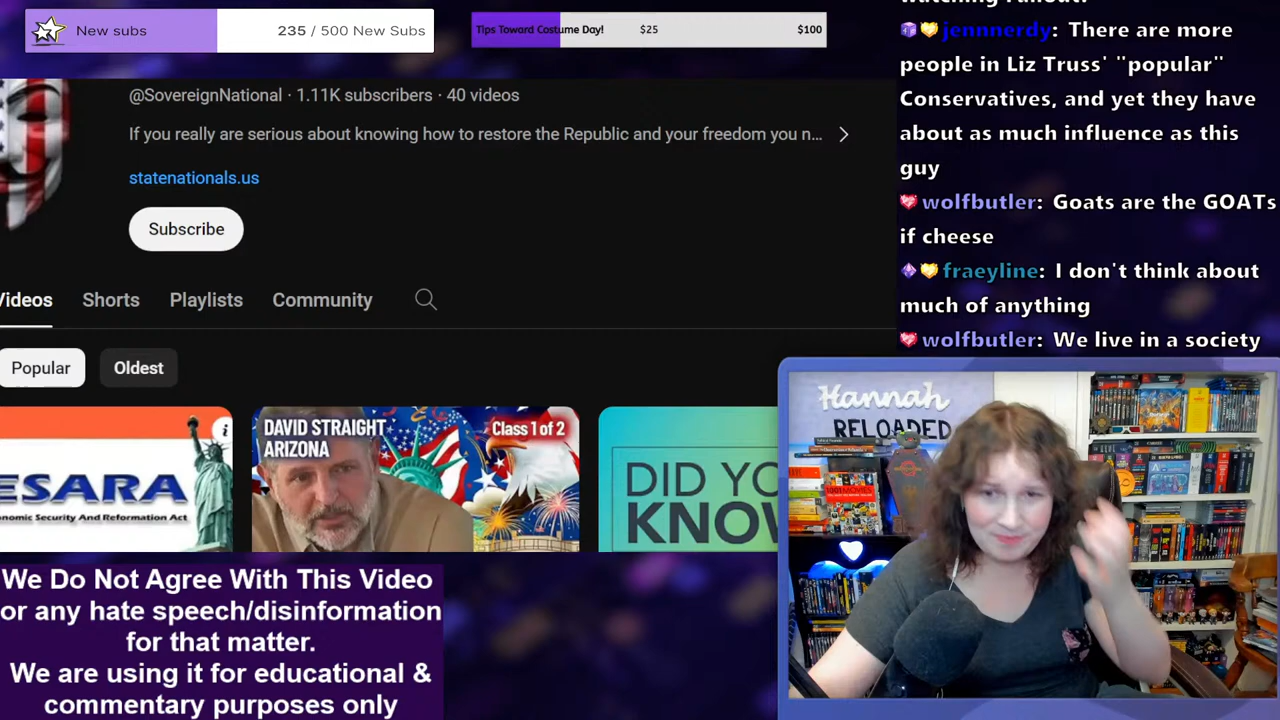 New subs
235 / 500 New Subs
Tips Toward Costume Day!
$25
$100
@SovereignNational · 1.11K subscribers · 40 videos
If you really are serious about knowing how to restore the Republic and your freedom you n...
statenationals.us
Subscribe
Videos
Shorts
Playlists
Community
Popular
Oldest
ESARA
onomic Security And Reformation Act
i
DAVID STRAIGHT
ARIZONA
Class 1 of 2
DID YO
KNOW
We Do Not Agree With This Video
or any hate speech/disinformation
for that matter.
We are using it for educational &
commentary purposes only
jennnerdy: There are more
people in Liz Truss' "popular"
Conservatives, and yet they have
about as much influence as this
guy
wolfbutler: Goats are the GOATs
if cheese
fraeyline: I don't think about
much of anything
wolfbutler: We live in a society
Hannah
RELOADED